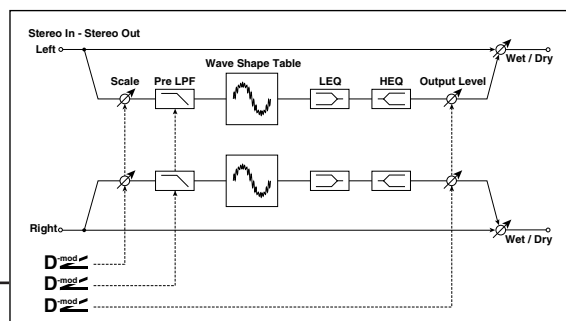 Stereo In - Stereo Out
Left
Wet / Dry
Scale
Pre LPF
Wave Shape Table
LEQ
HEQ
Output Level
Right
Wet / Dry
D-mod
D-mod
D-mod